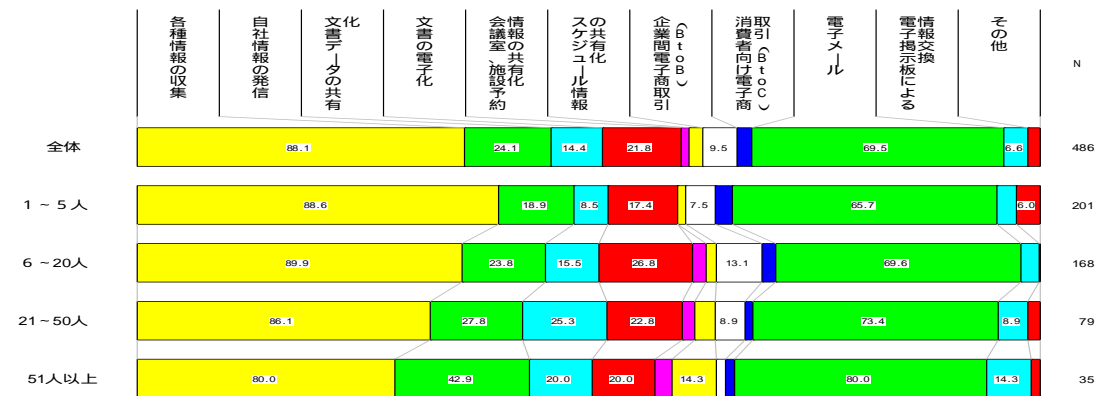 各種情報の収集
自社情報の発信
文書データの共有
化
文書の電子化
会議室、施設予約
情報の共有化
スケジュール情報
の共有化
企業間電子商取引
(BtoB)
消費者向け電子商
取引(BtoC)
電子メール
電子掲示板による
情報交換
その他
N
全体 88.1 24.1 14.4 21.8 9.5 69.5 6.6 486
1~5人 88.6 18.9 8.5 17.4 7.5 65.7 6.0 201
6~20人 89.9 23.8 15.5 26.8 13.1 69.6 168
21~50人 86.1 27.8 25.3 22.8 8.9 73.4 8.9 79
51人以上 80.0 42.9 20.0 20.0 14.3 80.0 14.3 35